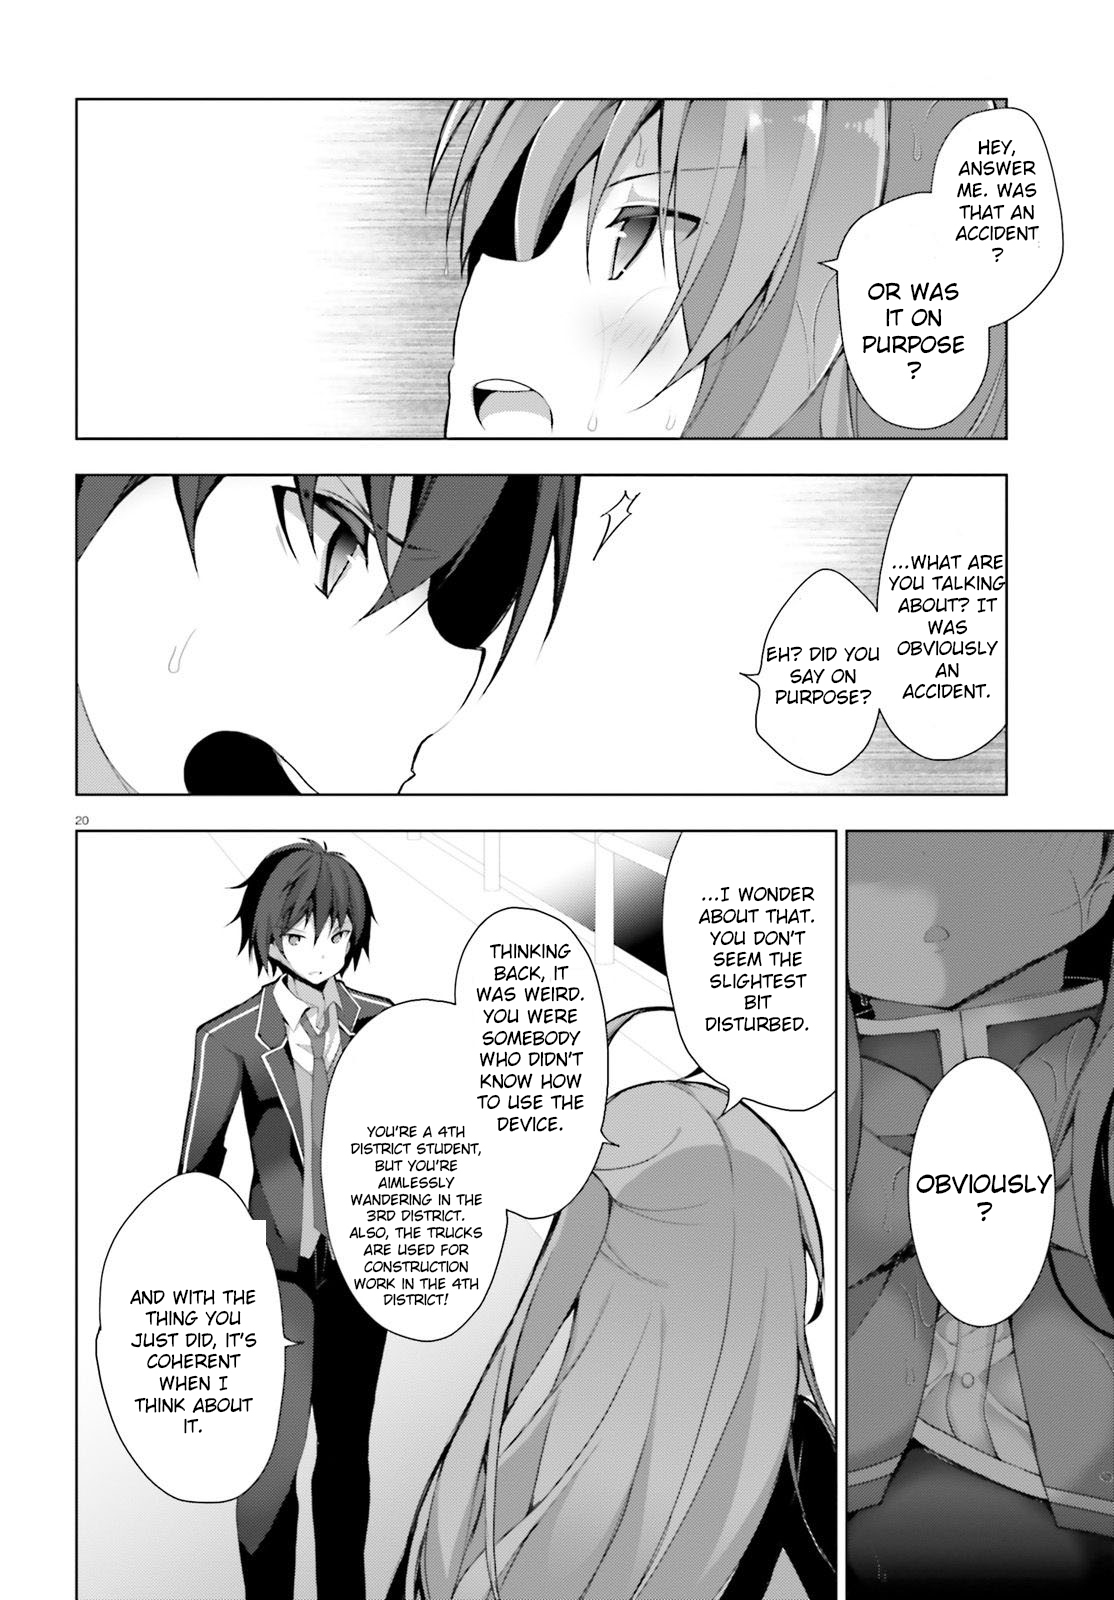 HEY,
ANSWER
ME. WAS
THAT AN
ACCIDENT
?
OR WAS
IT ON
PURPOSE
?
...WHAT ARE
YOU TALKING
ABOUT? IT
WAS
OBVIOUSLY
AN
ACCIDENT.
EH? DID YOU
SAY ON
PURPOSE?
20
OBVIOUSLY
?
...I WONDER
ABOUT THAT.
YOU DON'T
SEEM THE
SLIGHTEST
BIT
DISTURBED.
THINKING
BACK, IT
WAS WEIRD.
YOU WERE
SOMEBODY
WHO DIDN'T
KNOW HOW
TO USE THE
DEVICE.
YOU'RE A 4TH
DISTRICT STUDENT,
BUT YOU'RE
AIMLESSLY
WANDERING IN THE
3RD DISTRICT.
ALSO, THE TRUCKS
ARE USED FOR
CONSTRUCTION
WORK IN THE 4TH
DISTRICT!
AND WITH THE
THING YOU
JUST DID, IT'S
COHERENT
WHEN I
THINK ABOUT
IT.